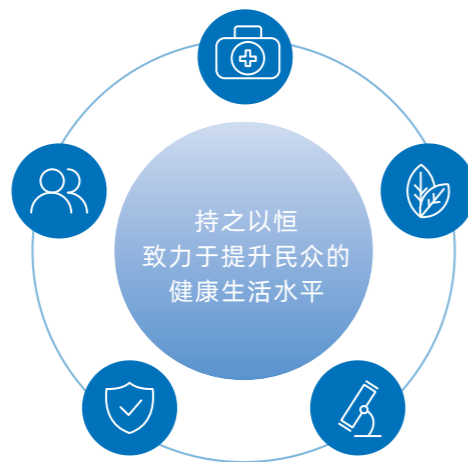 持之以恒
致力于提升民众的
健康生活水平